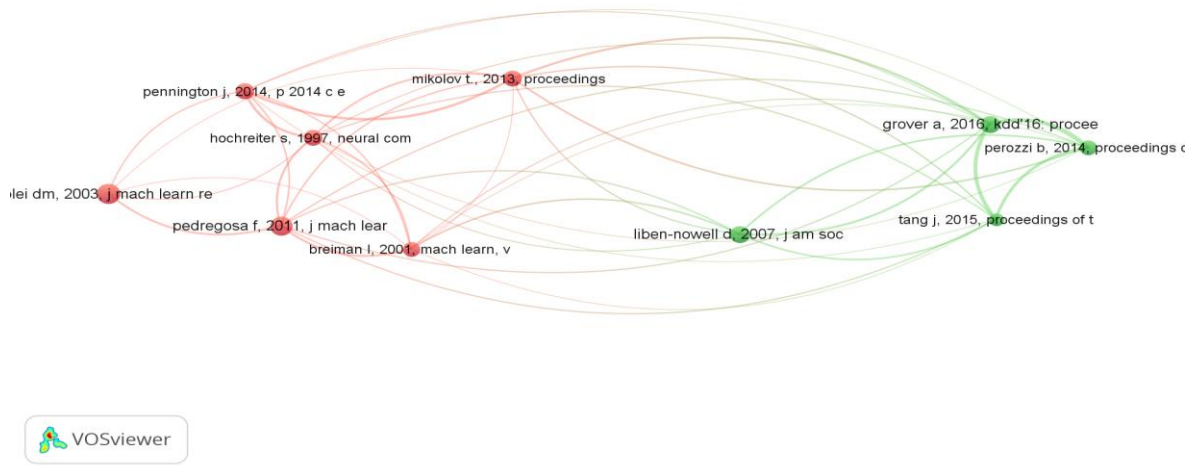 mikolov t., 2013, proceedings
pennington j, 2014, p 2014 c e
hochreiter s, 1997, neural com
grover a, 2016, kdd'16: procee
perozzi b, 2014, proceedings o
lei dm, 2003, j mach learn re
pedregosa f, 2011, j mach lear
breiman l, 2001, mach learn, v
liben-nowell d, 2007, j am soc
tang j, 2015, proceedings of t
VOSviewer